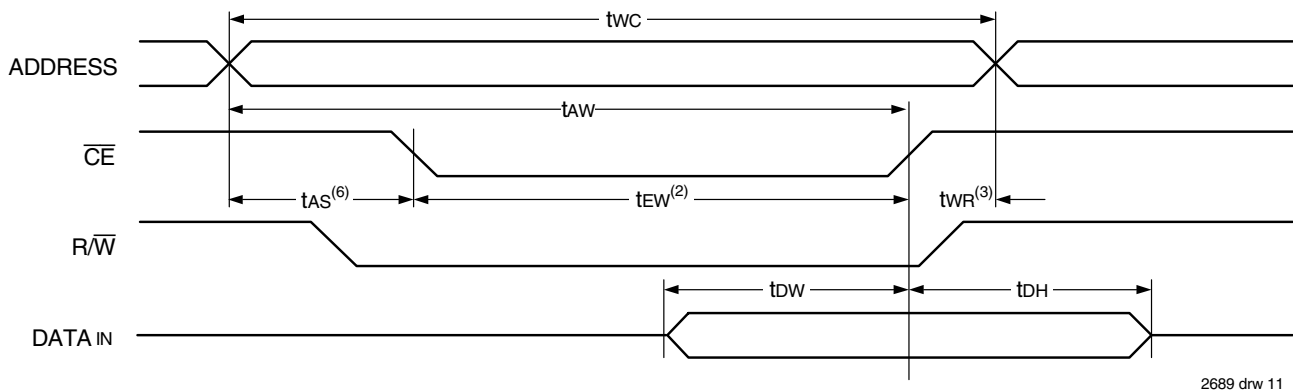 tWC
ADDRESS
tAW
CE
tAS(6)
tEW(2)
tWR(3)
R/W
tDW
tDH
DATA IN
2689 drw 11